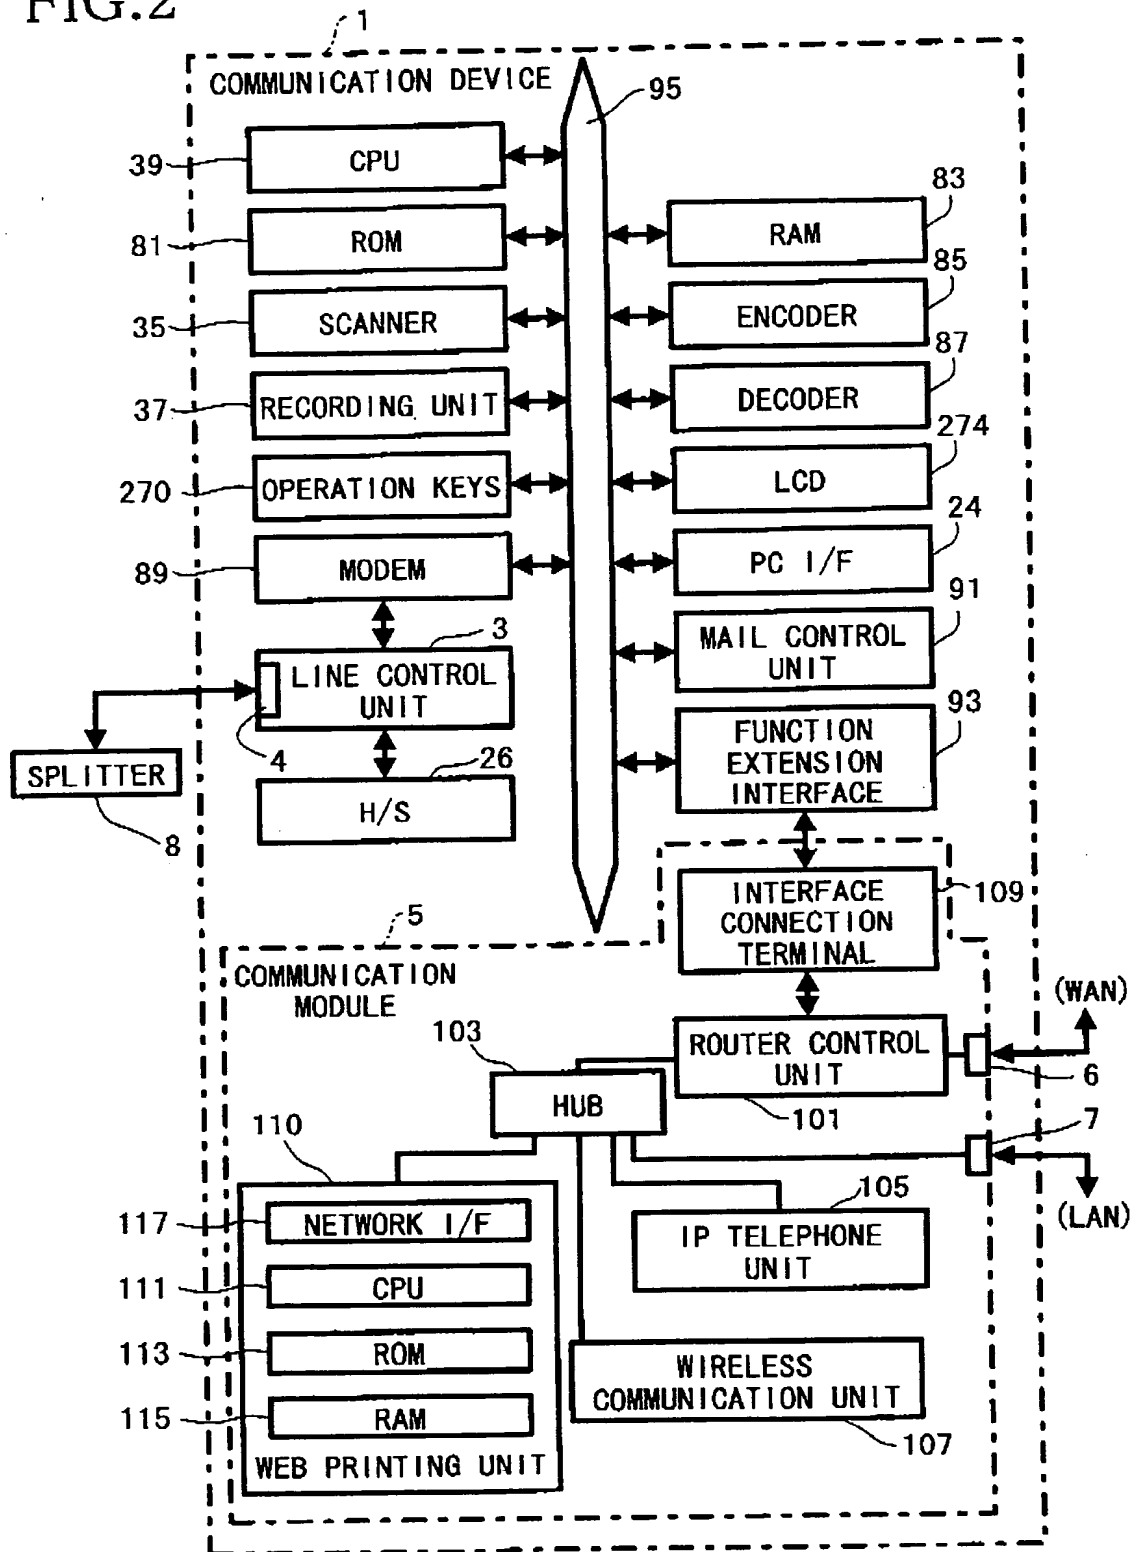 FIG.2
1
COMMUNICATION DEVICE
95
39
CPU
83
81
ROM
RAM
85
35
SCANNER
ENCODER
87
37
RECORDING UNIT
DECODER
274
270
OPERATION KEYS
LCD
24
89
MODEM
PC I/F
91
3
MAIL CONTROL
UNIT
LINE CONTROL
UNIT
4
93
FUNCTION
EXTENSION
INTERFACE
SPLITTER
8
26
H/S
INTERFACE
CONNECTION
TERMINAL
109
5
COMMUNICATION
MODULE
(WAN)
103
ROUTER CONTROL
UNIT
6
HUB
101
7
110
105
(LAN)
117
NETWORK I/F
IP TELEPHONE
UNIT
111
CPU
113
ROM
WIRELESS
COMMUNICATION UNIT
115
RAM
107
WEB PRINTING UNIT